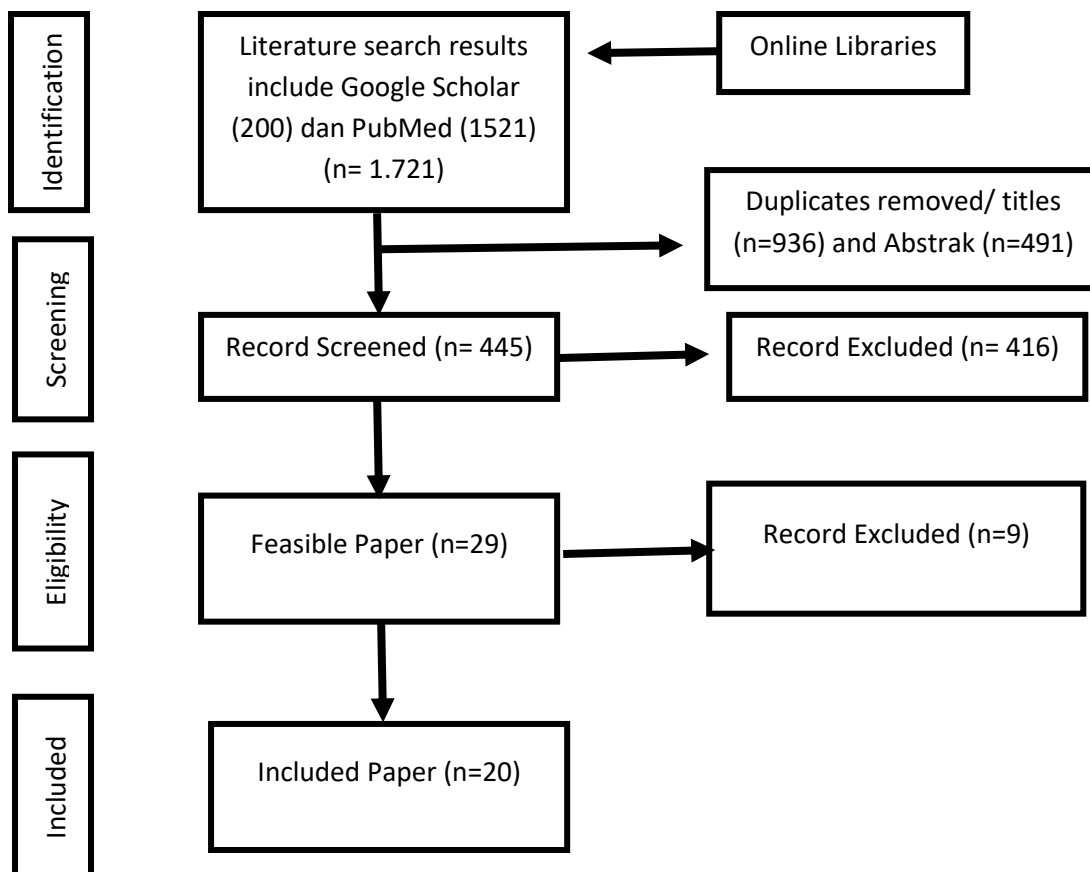 Identification
Literature search results
include Google Scholar
(200) dan PubMed (1521)
(n= 1.721)
Online Libraries
Duplicates removed/ titles
(n=936) and Abstrak (n=491)
Screening
Record Screened (n= 445)
Record Excluded (n= 416)
Eligibility
Feasible Paper (n=29)
Record Excluded (n=9)
Included
Included Paper (n=20)